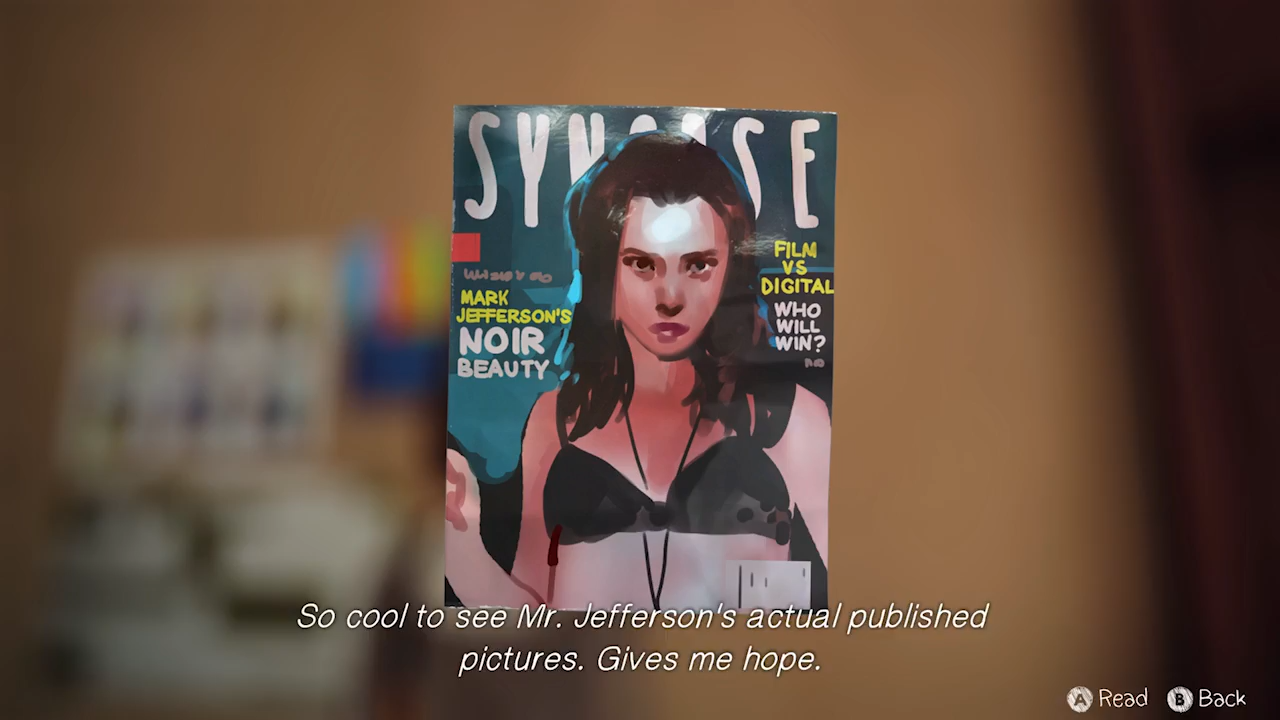 MARK
JEFFERSON'S
NOIR
BEAUTY
FILM
VS
DIGITAL
WHO
WILL
WIN?
So cool to see Mr. Jefferson's actual published
pictures. Gives me hope.
A Read B Back